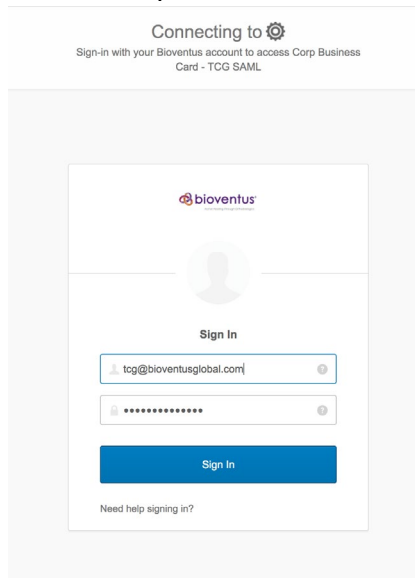 Connecting to
Sign-in with your Bioventus account to access Corp Business
Card - TCG SAML
bioventus
Sign In
tcg@bioventusglobal.com
••••••••••••••
Sign In
Need help signing in?